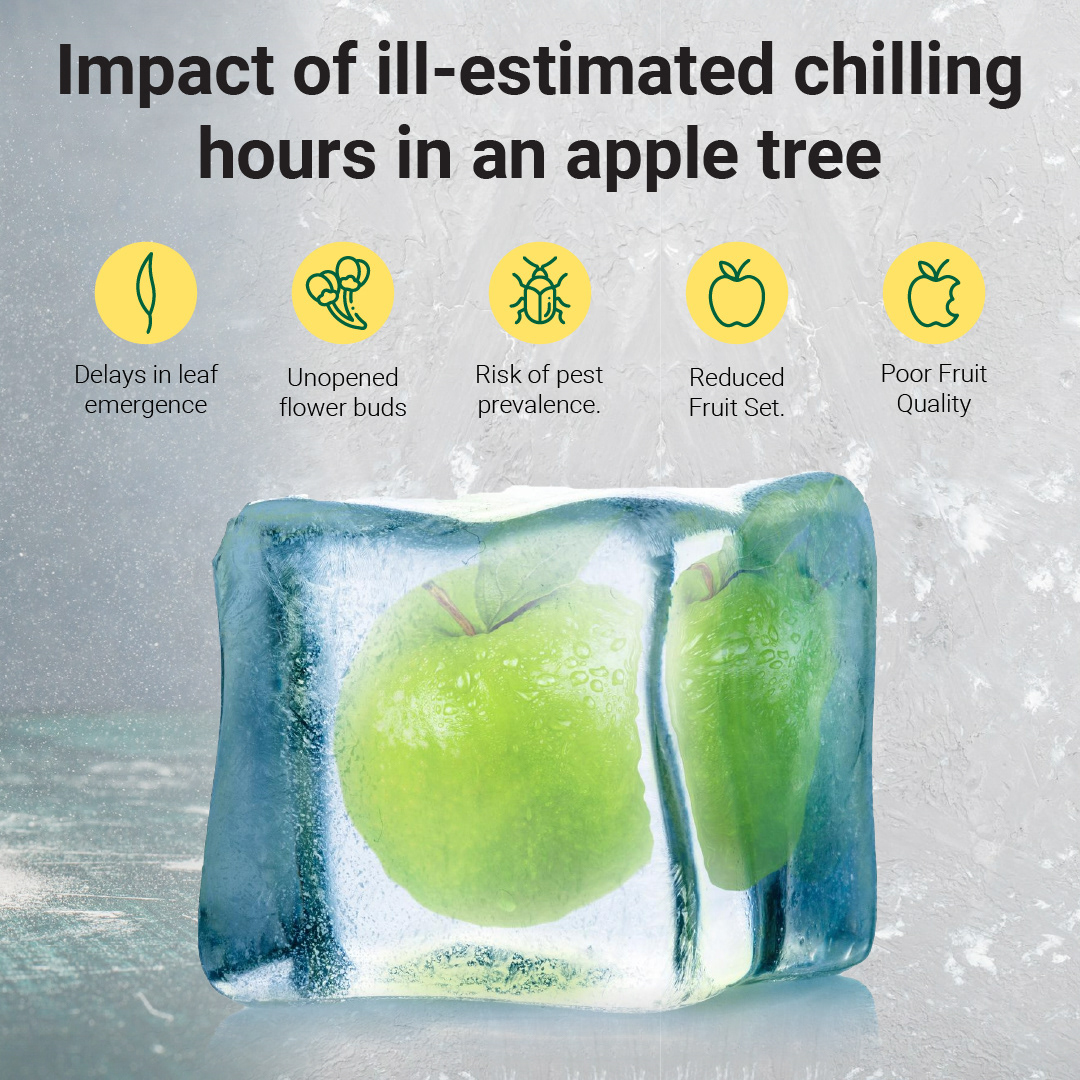 Impact of ill-estimated chilling
hours in an apple tree
Delays in leaf
emergence
Unopened
flower buds
Risk of pest
prevalence.
Reduced
Fruit Set.
Poor Fruit
Quality